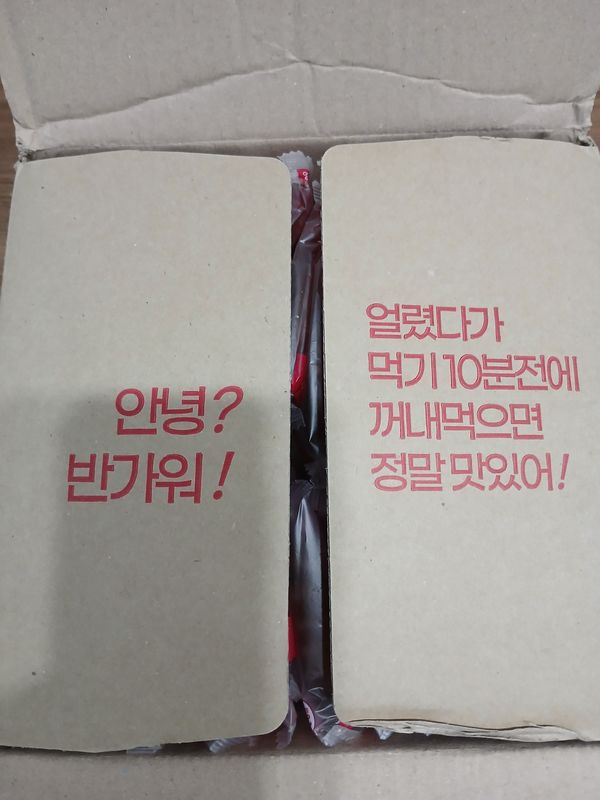 안녕?
반가워!
얼렸다가
먹기 10분전에
꺼내먹으면
정말 맛있어!